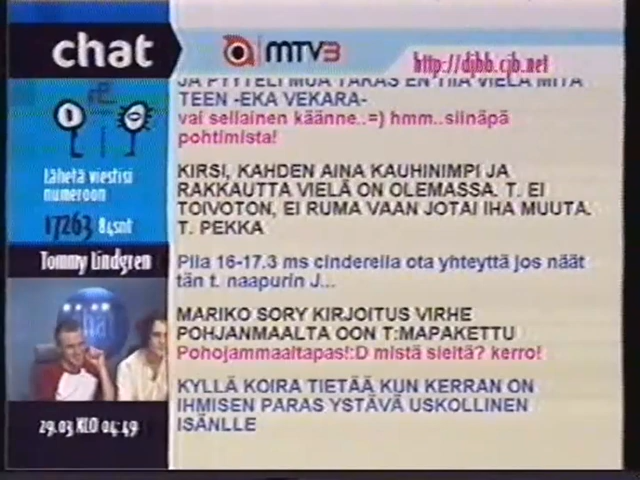 chat
MTV3
http://djbb.cjb.net
JA PYYTELI MUA TAKAS EN TIIÄ VIELÄ MITÄ
TEEN -EKA VEKARA-
vai sellainen käänne..=) hmm..siinäpä
pohtimista!
KIRSI, KAHDEN AINA KAUHINIMPI JA
RAKKAUTTA VIELÄ ON OLEMASSA. T. EI
TOIVOTON, EI RUMA VAAN JOTAI IHA MUUTA.
T. PEKKA
Piia 16-17.3 ms cinderella ota yhteyttä jos näät
tän t. naapurin J...
MARIKO SORY KIRJOITUS VIRHE
POHJANMAALTA OON T:MAPAKETTU
Pohojammaaltapas!:D mistä sieltä? kerro!
KYLLÄ KOIRA TIETÄÄ KUN KERRAN ON
IHMISEN PARAS YSTÄVÄ USKOLLINEN
ISÄNLLE
Lähetä viestisi
numeroon
17263 84snt
Tommy Lindgren
chat
29.03 KLO 04:49